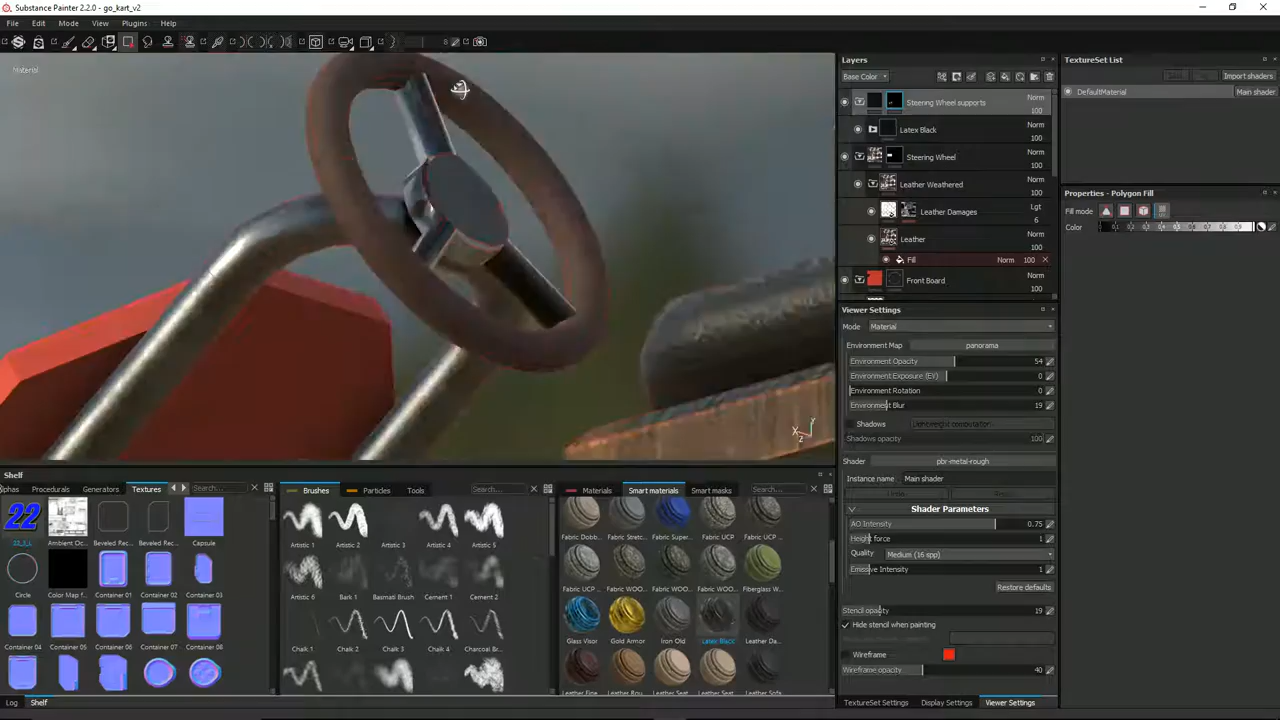 Substance Painter 2.2.0 - go_kart_v2
File Edit Mode View Plugins Help
8
Material
X Y Z
Layers
Base Color
Steering Wheel supports Norm 100
Latex Black Norm 100
Steering Wheel Norm 100
Leather Weathered Norm 100
Leather Damages Lgt 6
Leather Norm 100
Fill Norm 100
Front Board Norm 100
TextureSet List
Import shaders
DefaultMaterial Main shader
Properties - Polygon Fill
Fill mode
Color
Viewer Settings
Mode Material
Environment Map panorama
Environment Opacity 54
Environment Exposure (EV) 0
Environment Rotation 0
Environment Blur 19
Shadows Lightweight computation
Shadows opacity 100
Shader pbr-metal-rough
Instance name Main shader
Shader Parameters
AO Intensity 0.75
Height force 1
Quality Medium (16 spp)
Emissive Intensity 1
Restore defaults
Stencil opacity 19
Hide stencil when painting
Wireframe
Wireframe opacity 40
TextureSet Settings Display Settings Viewer Settings
Shelf
phas Procedurals Generators Textures Search...
22
22_3_L Ambient Oc... Beveled Rec... Beveled Rec... Capsule
Circle Color Map f... Container 01 Container 02 Container 03
Container 04 Container 05 Container 06 Container 07 Container 08
Brushes Particles Tools Search...
Artistic 1 Artistic 2 Artistic 3 Artistic 4 Artistic 5
Artistic 6 Bark 1 Basmati Brush Cement 1 Cement 2
Chalk 1 Chalk 2 Chalk 3 Chalk 4 Charcoal Br...
Materials Smart materials Smart masks Search...
Fabric Dobb... Fabric Stretc... Fabric Super... Fabric UCP Fabric UCP ...
Fabric UCP ... Fabric WOO... Fabric WOO... Fabric WOO... Fiberglass W...
Glass Visor Gold Armor Iron Old Latex Black Leather Da...
Leather Fine... Leather Rou... Leather Seat... Leather Seat... Leather Sofa
Log Shelf